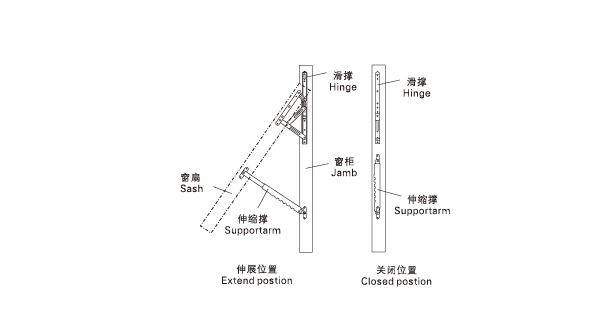 滑撑
Hinge
窗柜
Jamb
窗扇
Sash
伸缩撑
Supportarm
伸展位置
Extend postion
滑撑
Hinge
伸缩撑
Supportarm
关闭位置
Closed postion